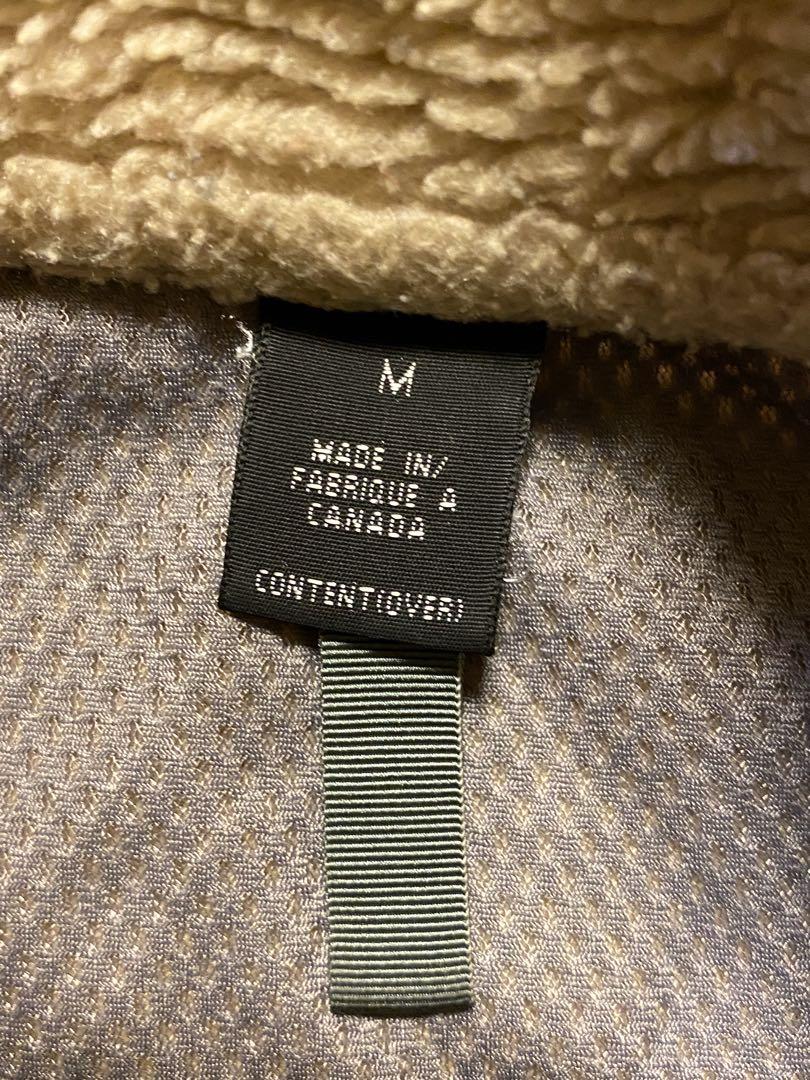 M
MADE IN/
FABRIQUE A
CANADA
CONTENT(OVER)